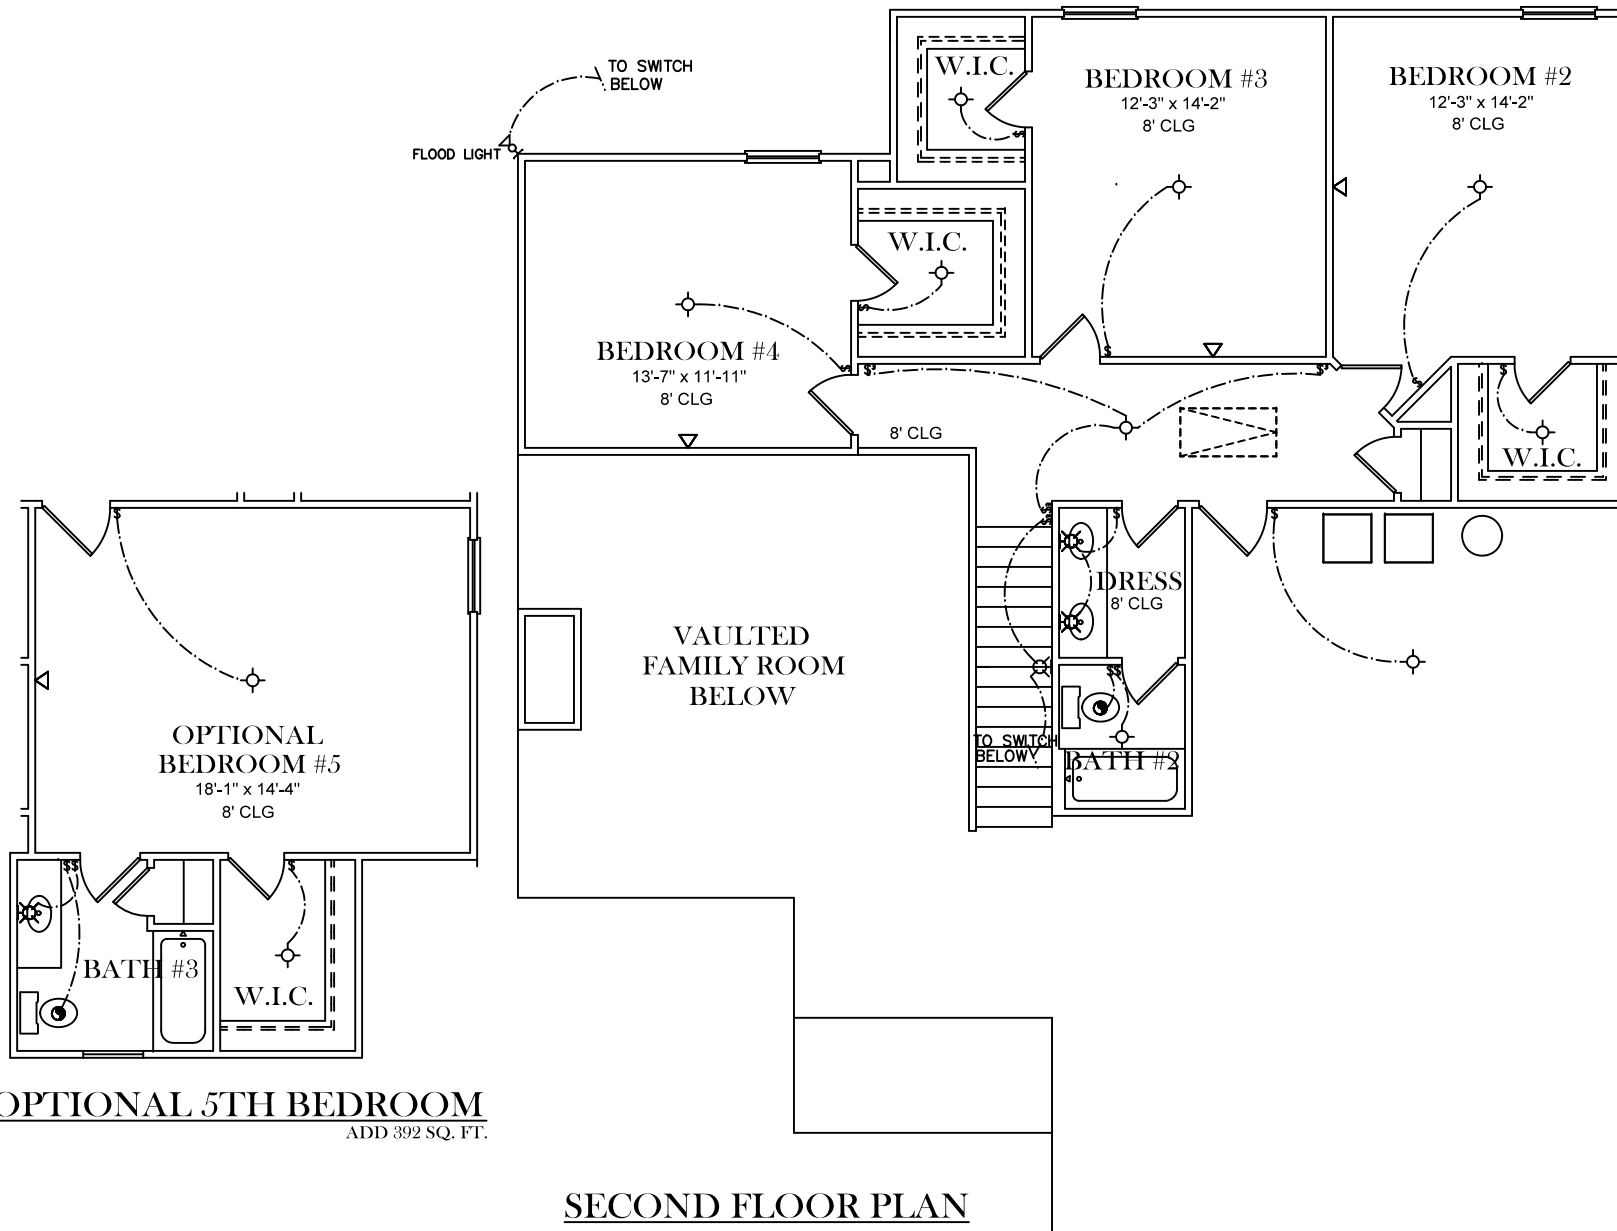 TO SWITCH
BELOW
FLOOD LIGHT
W.I.C.
BEDROOM #3
12'-3" x 14'-2"
8' CLG
BEDROOM #2
12'-3" x 14'-2"
8' CLG
W.I.C.
BEDROOM #4
13'-7" x 11'-11"
8' CLG
8' CLG
W.I.C.
DRESS
8' CLG
VAULTED
FAMILY ROOM
BELOW
TO SWITCH
BELOW
BATH #2
OPTIONAL
BEDROOM #5
18'-1" x 14'-4"
8' CLG
BATH #3
W.I.C.
OPTIONAL 5TH BEDROOM
ADD 392 SQ. FT.
SECOND FLOOR PLAN